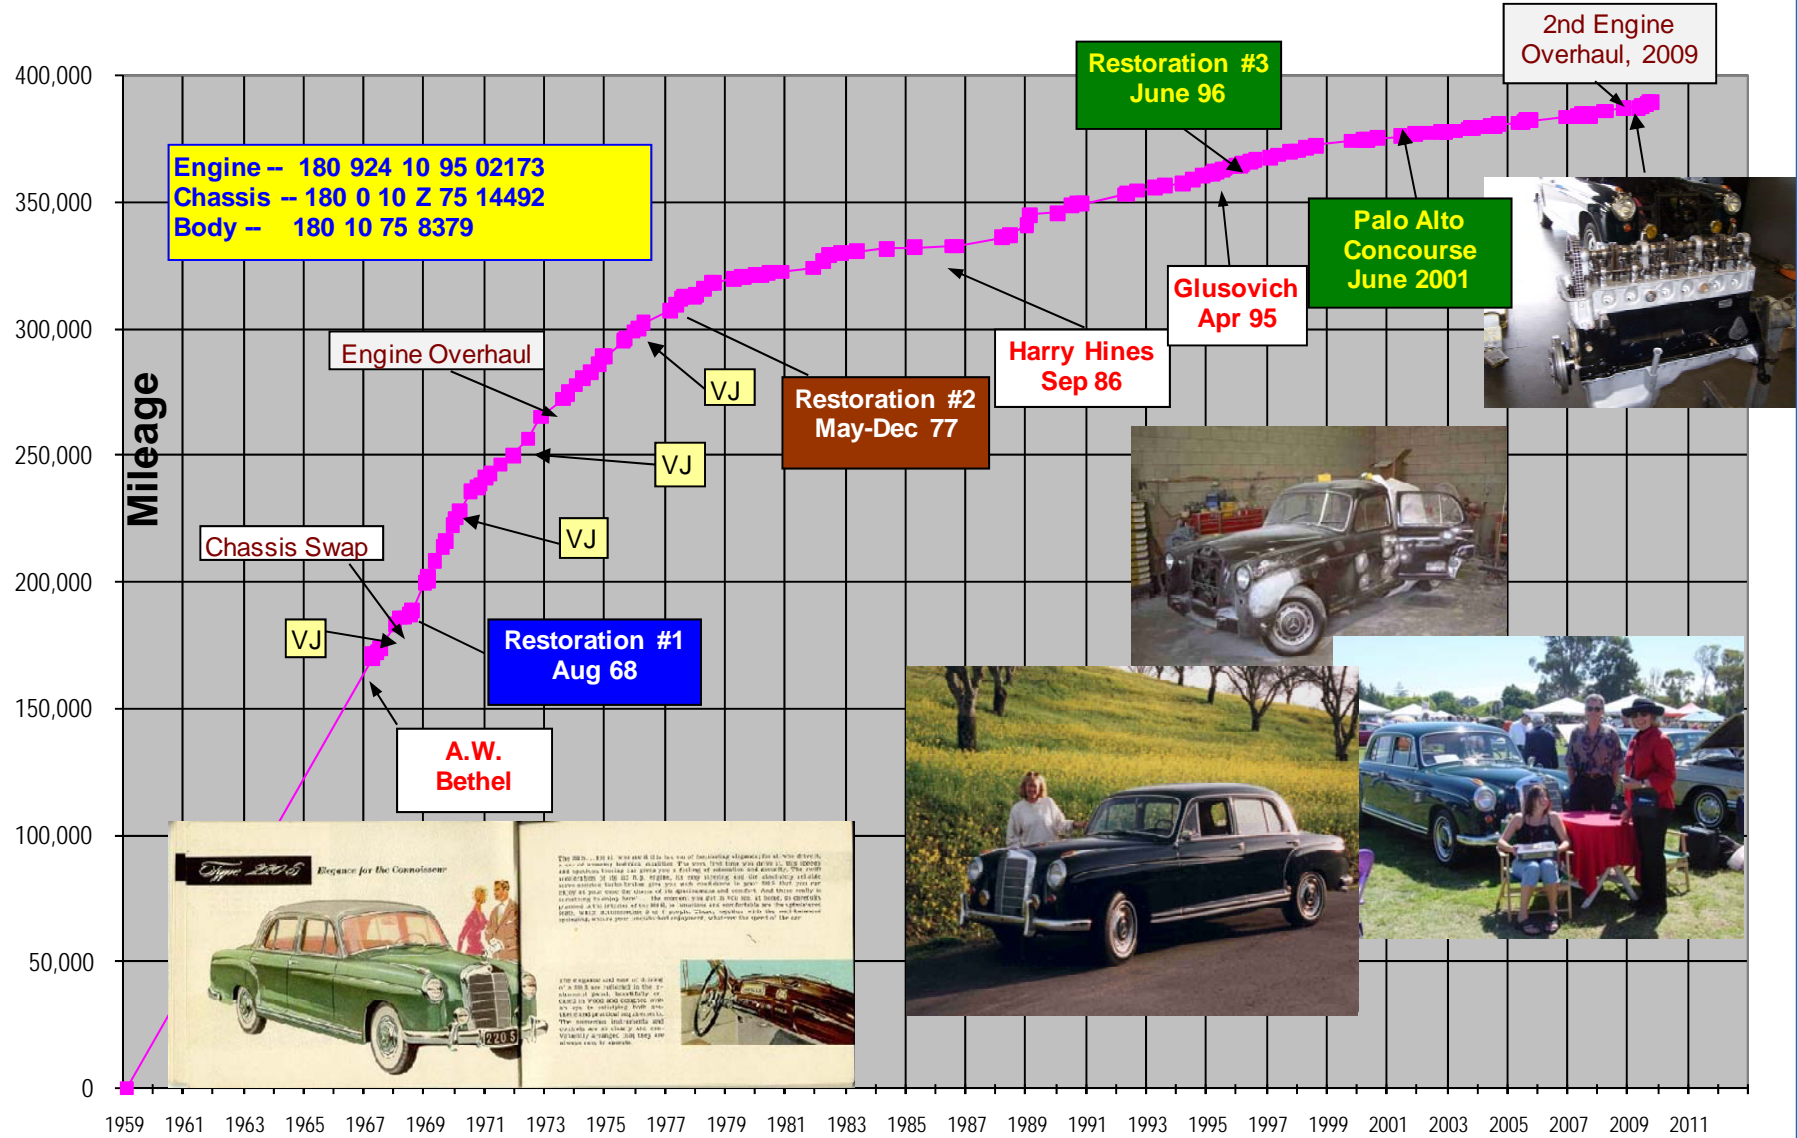 2nd Engine
Overhaul, 2009
Restoration #3
June 96
400,000
Engine -- 180 924 10 95 02173
Chassis -- 180 0 10 Z 75 14492
Body -- 180 10 75 8379
350,000
Palo Alto
Concourse
June 2001
Glusovich
Apr 95
300,000
Engine Overhaul
Harry Hines
Sep 86
VJ
Restoration #2
May-Dec 77
Mileage
250,000
VJ
VJ
Chassis Swap
200,000
VJ
Restoration #1
Aug 68
150,000
A.W.
Bethel
100,000
Type 220 S
Elegance for the Connoisseur
50,000
220 S
0
1959 1961 1963 1965 1967 1969 1971 1973 1975 1977 1979 1981 1983 1985 1987 1989 1991 1993 1995 1997 1999 2001 2003 2005 2007 2009 2011